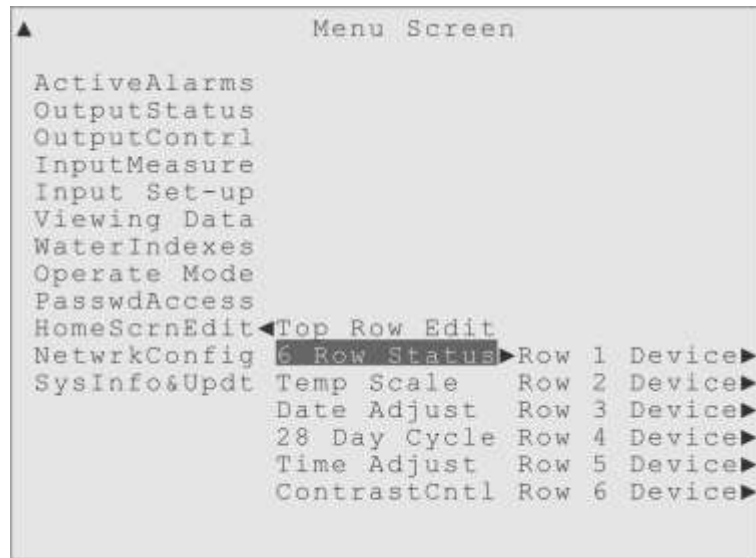 ▲ Menu Screen
ActiveAlarms
OutputStatus
OutputContrl
InputMeasure
Input Set-up
Viewing Data
WaterIndexes
Operate Mode
PasswdAccess
HomeScrnEdit◀Top Row Edit
NetwrkConfig 6 Row Status▶Row 1 Device▶
SysInfo&Updt Temp Scale Row 2 Device▶
Date Adjust Row 3 Device▶
28 Day Cycle Row 4 Device▶
Time Adjust Row 5 Device▶
ContrastCntl Row 6 Device▶